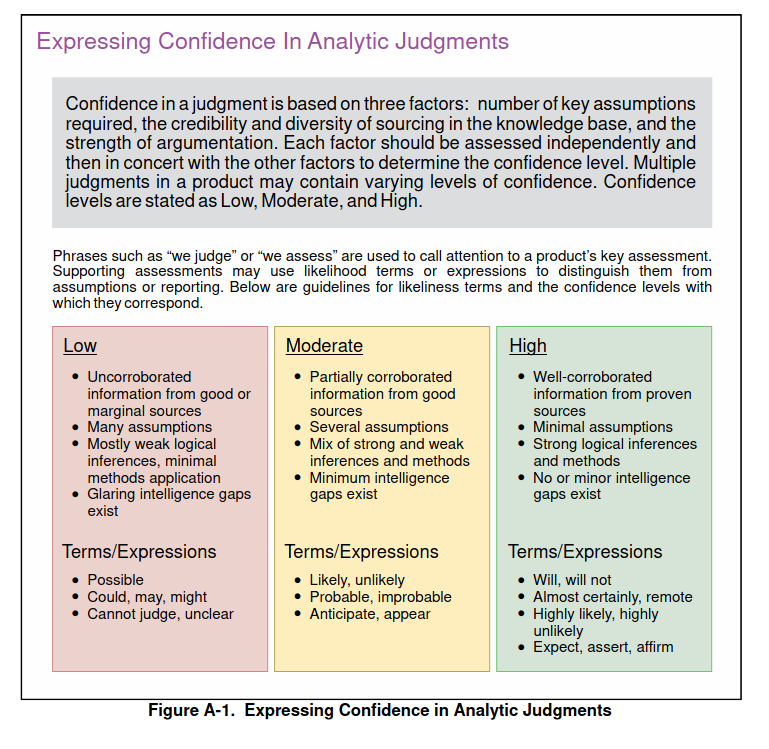 Expressing Confidence In Analytic Judgments
Confidence in a judgment is based on three factors: number of key assumptions
required, the credibility and diversity of sourcing in the knowledge base, and the
strength of argumentation. Each factor should be assessed independently and
then in concert with the other factors to determine the confidence level. Multiple
judgments in a product may contain varying levels of confidence. Confidence
levels are stated as Low, Moderate, and High.
Phrases such as “we judge” or “we assess” are used to call attention to a product’s key assessment.
Supporting assessments may use likelihood terms or expressions to distinguish them from
assumptions or reporting. Below are guidelines for likeliness terms and the confidence levels with
which they correspond.
Low
• Uncorroborated
information from good or
marginal sources
• Many assumptions
• Mostly weak logical
inferences, minimal
methods application
• Glaring intelligence gaps
exist
Terms/Expressions
• Possible
• Could, may, might
• Cannot judge, unclear
Moderate
• Partially corroborated
information from good
sources
• Several assumptions
• Mix of strong and weak
inferences and methods
• Minimum intelligence
gaps exist
Terms/Expressions
• Likely, unlikely
• Probable, improbable
• Anticipate, appear
High
• Well-corroborated
information from proven
sources
• Minimal assumptions
• Strong logical inferences
and methods
• No or minor intelligence
gaps exist
Terms/Expressions
• Will, will not
• Almost certainly, remote
• Highly likely, highly
unlikely
• Expect, assert, affirm
Figure A-1. Expressing Confidence in Analytic Judgments